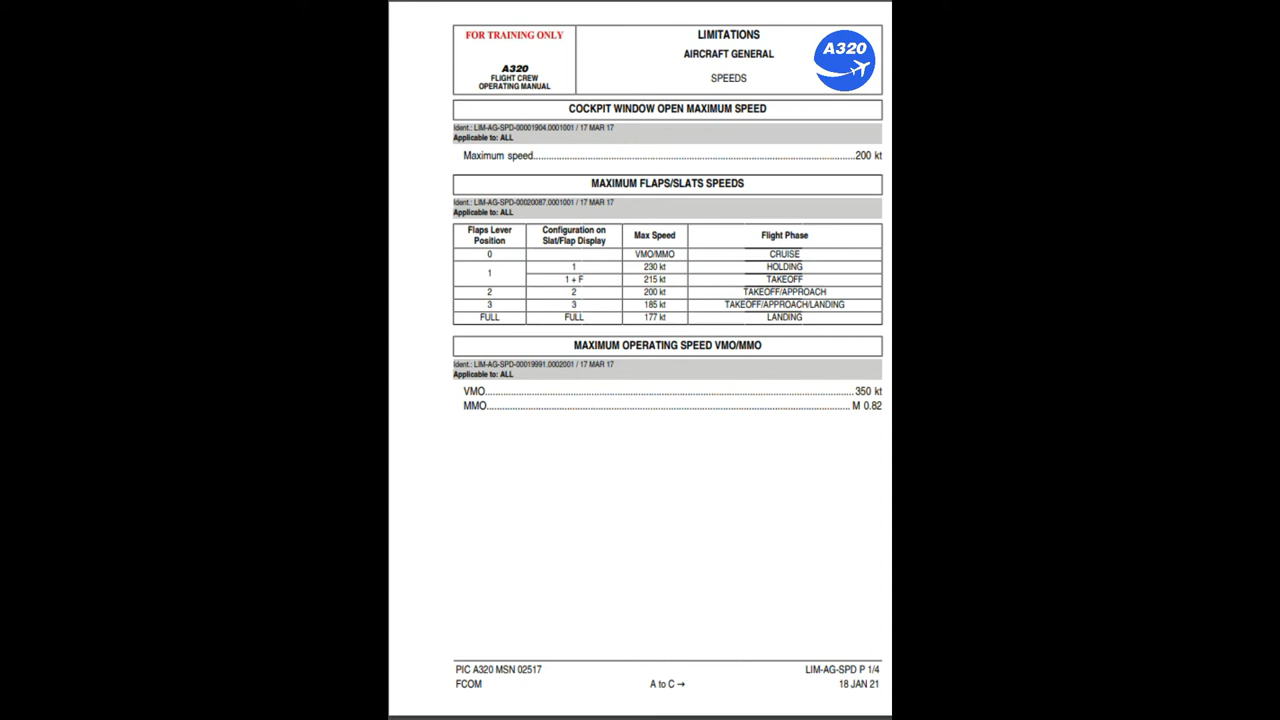 FOR TRAINING ONLY
A320
FLIGHT CREW
OPERATING MANUAL
LIMITATIONS
AIRCRAFT GENERAL
SPEEDS
A320
COCKPIT WINDOW OPEN MAXIMUM SPEED
Ident.: LIM-AG-SPD-00001904.0001001 / 17 MAR 17
Applicable to: ALL
Maximum speed..........200 kt
MAXIMUM FLAPS/SLATS SPEEDS
Ident.: LIM-AG-SPD-00020087.0001001 / 17 MAR 17
Applicable to: ALL
Flaps Lever Position Configuration on Slat/Flap Display Max Speed Flight Phase
0 VMO/MMO CRUISE
1 1 230 kt HOLDING
1 + F 215 kt TAKEOFF
2 2 200 kt TAKEOFF/APPROACH
3 3 185 kt TAKEOFF/APPROACH/LANDING
FULL FULL 177 kt LANDING
MAXIMUM OPERATING SPEED VMO/MMO
Ident.: LIM-AG-SPD-00019991.0002001 / 17 MAR 17
Applicable to: ALL
VMO..........350 kt
MMO..........M 0.82
PIC A320 MSN 02517 LIM-AG-SPD P 1/4
FCOM A to C → 18 JAN 21